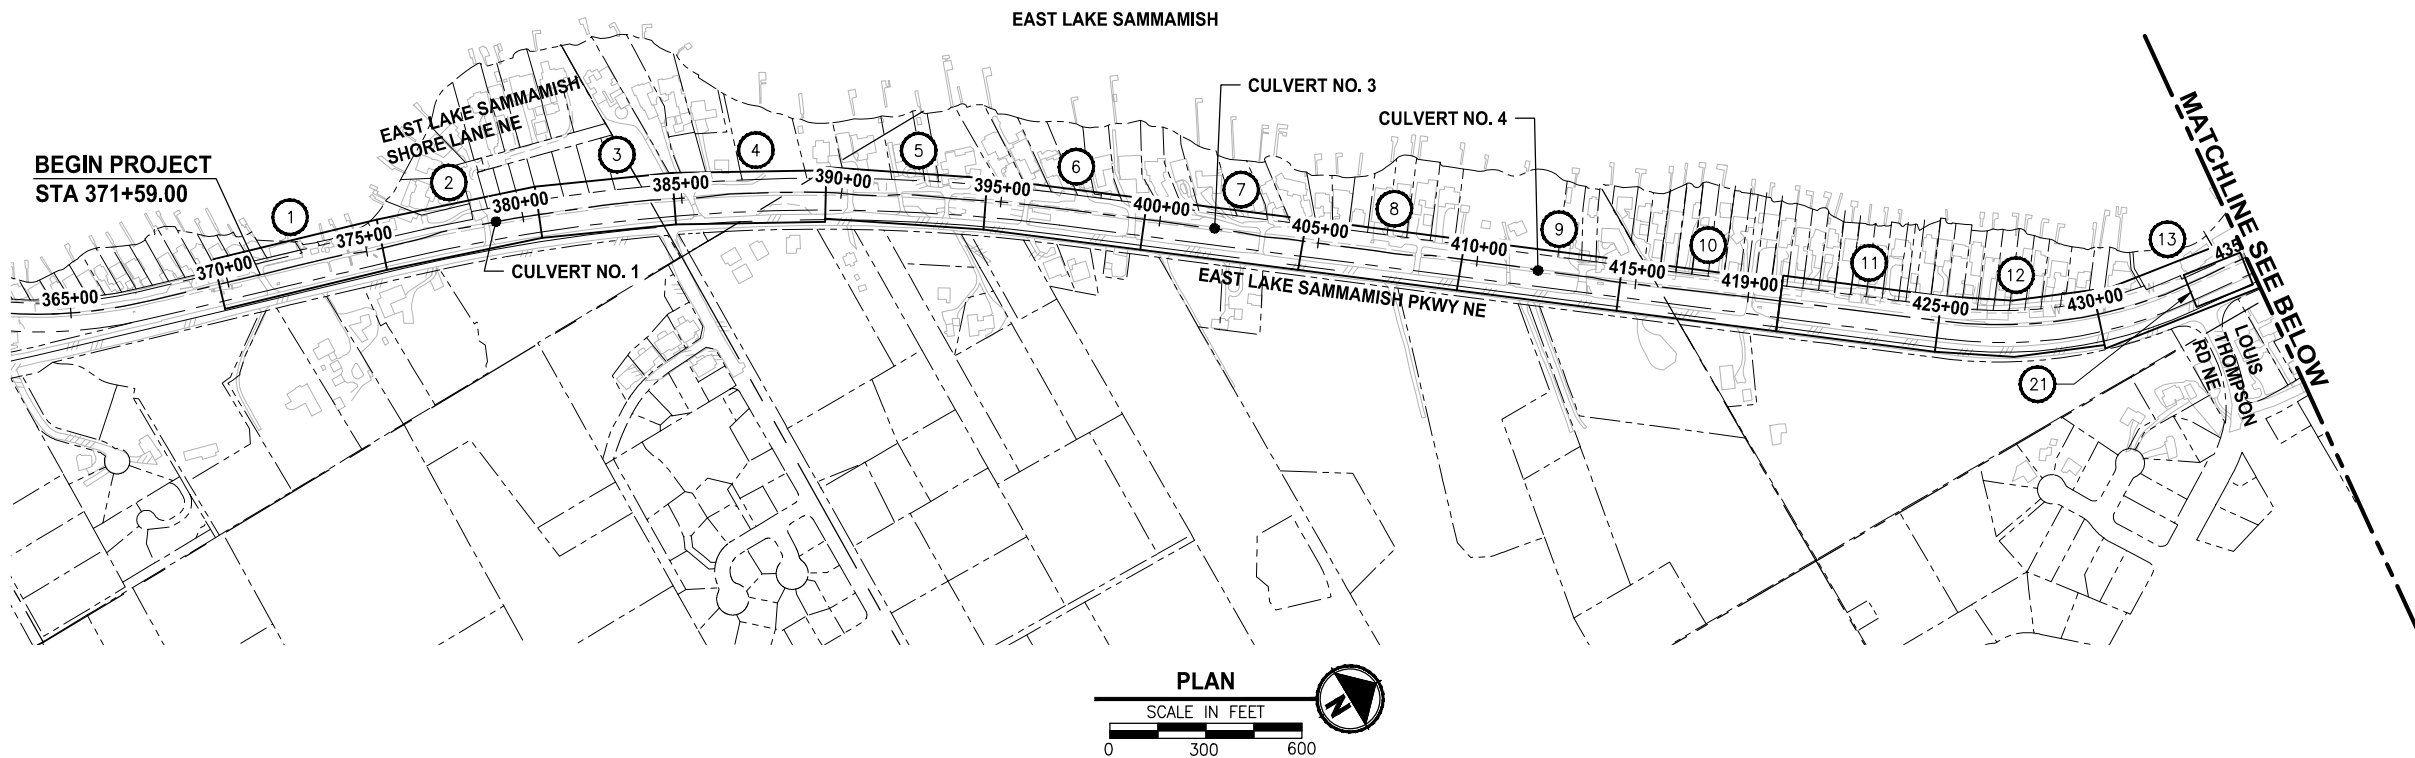 EAST LAKE SAMMAMISH
CULVERT NO. 3
CULVERT NO. 4
MATCHLINE SEE BELOW
EAST LAKE SAMMAMISH
SHORE LANE NE
BEGIN PROJECT
STA 371+59.00
1
2
3
4
5
6
7
8
9
10
11
12
13
365+00
370+00
375+00
380+00
385+00
390+00
395+00
400+00
405+00
410+00
415+00
419+00
425+00
430+00
435
CULVERT NO. 1
EAST LAKE SAMMAMISH PKWY NE
21
LOUIS
THOMPSON
RD NE
PLAN
SCALE IN FEET
0 300 600
N